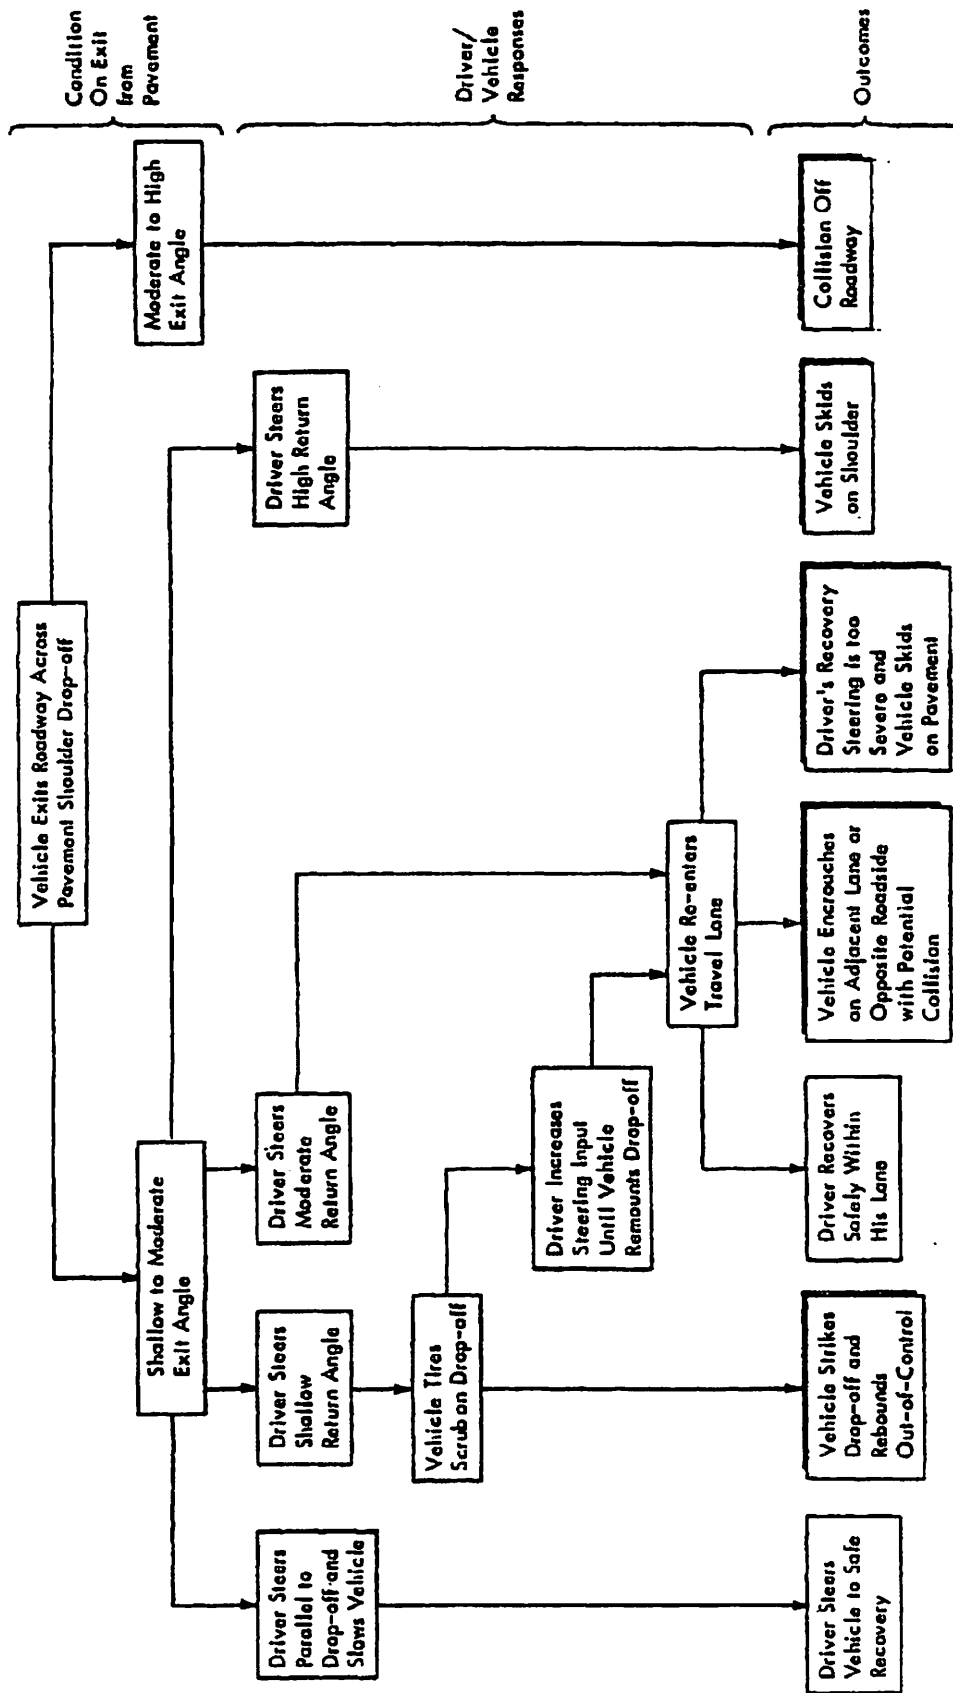 Vehicle Exits Roadway Across
Pavement Shoulder Drop-off
Condition
On Exit
from
Pavement
Shallow to Moderate
Exit Angle
Moderate to High
Exit Angle
Driver Steers
Parallel to
Drop-off and
Slows Vehicle
Driver Steers
Shallow
Return Angle
Driver Steers
Moderate
Return Angle
Driver Steers
High Return
Angle
Driver/
Vehicle
Responses
Vehicle Tires
Scrub on Drop-off
Driver Increases
Steering Input
Until Vehicle
Remounts Drop-off
Vehicle Re-enters
Travel Lane
Driver Steers
Vehicle to Safe
Recovery
Vehicle Strikes
Drop-off and
Rebounds
Out-of-Control
Driver Recovers
Safely Within
His Lane
Vehicle Encrouches
on Adjacent Lane or
Opposite Roadside
with Potential
Collision
Driver's Recovery
Steering is too
Severe and
Vehicle Skids
on Pavement
Vehicle Skids
on Shoulder
Collision Off
Roadway
Outcomes